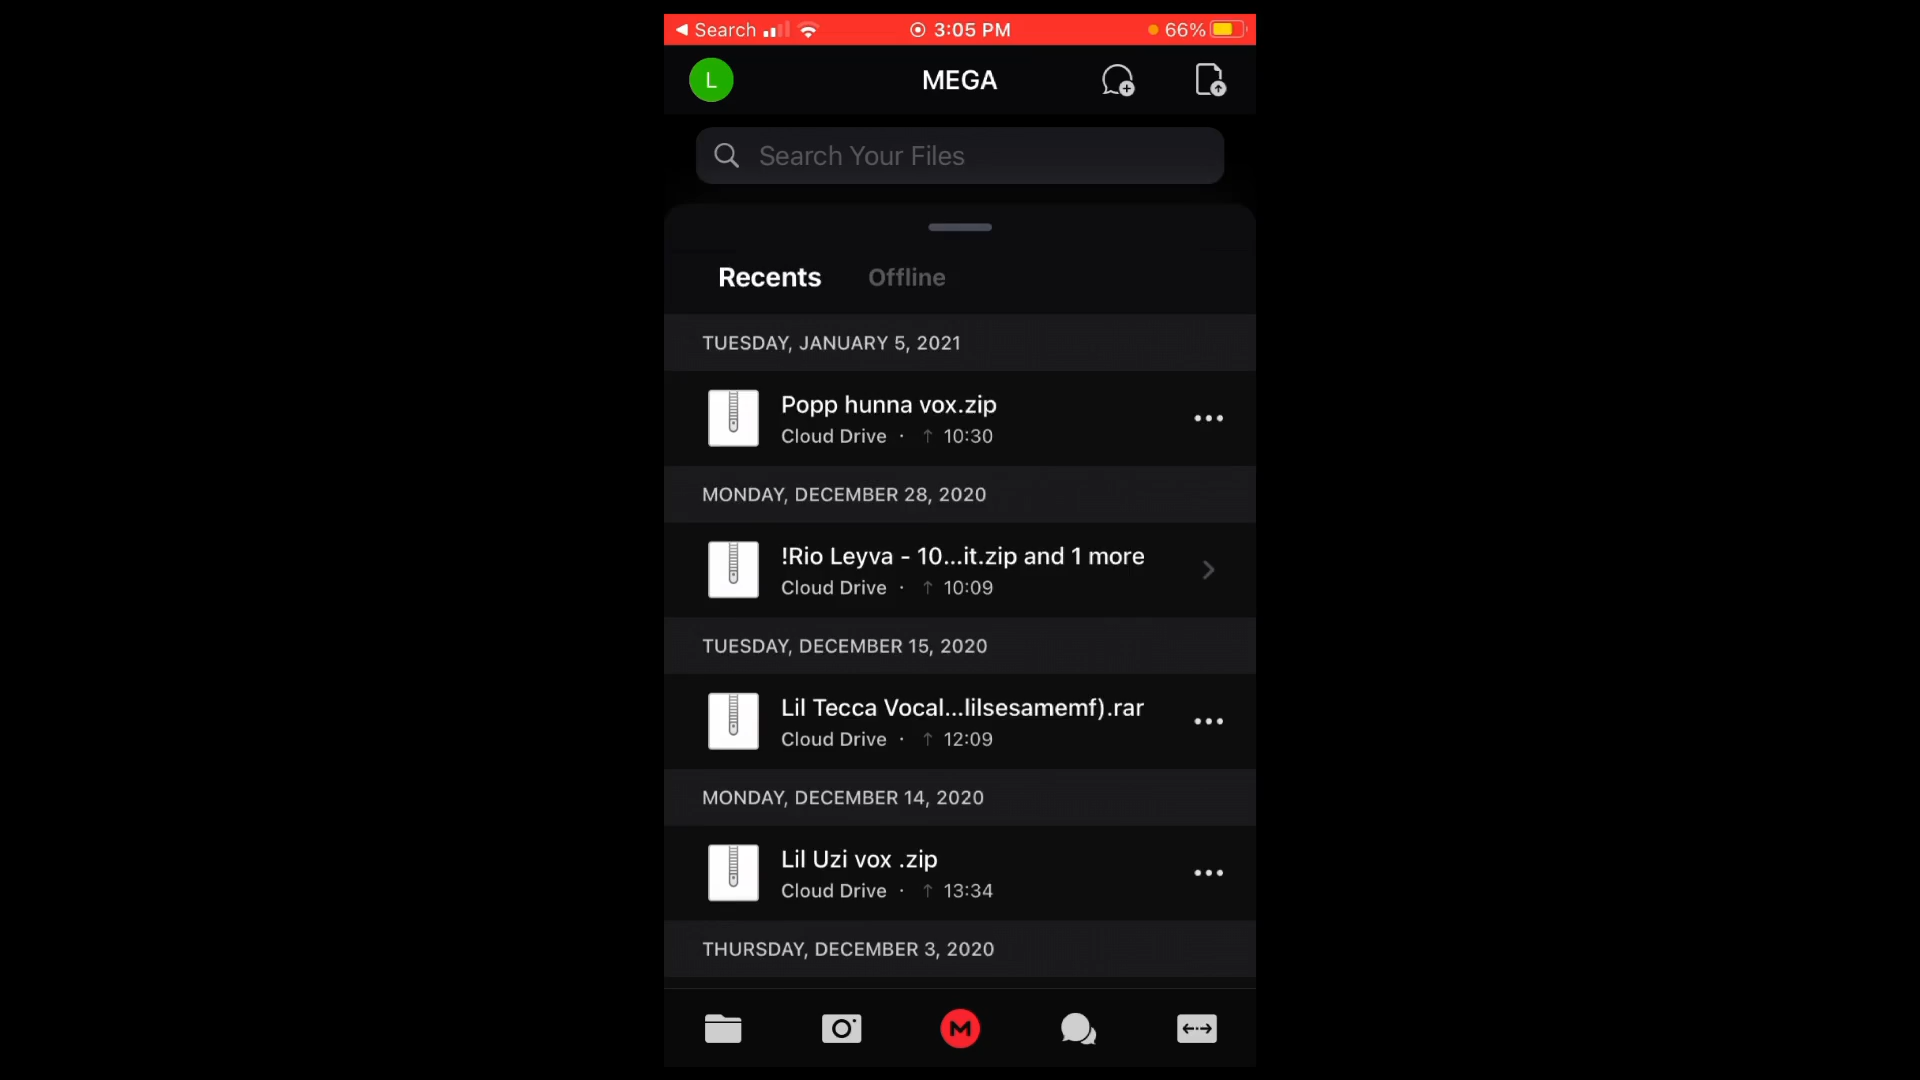 Search 3:05 PM 66%
L MEGA
Search Your Files
Recents Offline
TUESDAY, JANUARY 5, 2021
Popp hunna vox.zip
Cloud Drive · ↑ 10:30
MONDAY, DECEMBER 28, 2020
!Rio Leyva - 10...it.zip and 1 more
Cloud Drive · ↑ 10:09
TUESDAY, DECEMBER 15, 2020
Lil Tecca Vocal...lilsesamemf).rar
Cloud Drive · ↑ 12:09
MONDAY, DECEMBER 14, 2020
Lil Uzi vox .zip
Cloud Drive · ↑ 13:34
THURSDAY, DECEMBER 3, 2020
M